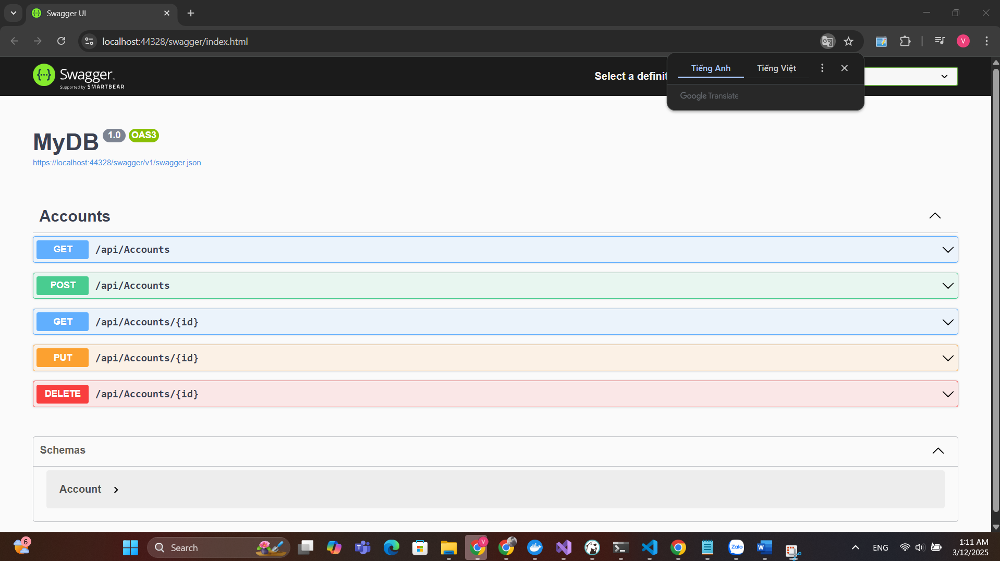 Swagger UI
localhost:44328/swagger/index.html
V
Swagger
Supported by SMARTBEAR
Select a definit
Tiếng Anh
Tiếng Việt
Google Translate
MyDB 1.0 OAS3
https://localhost:44328/swagger/v1/swagger.json
Accounts
GET /api/Accounts
POST /api/Accounts
GET /api/Accounts/{id}
PUT /api/Accounts/{id}
DELETE /api/Accounts/{id}
Schemas
Account
6
Search
V
Zalo
W
ENG
1:11 AM
3/12/2025